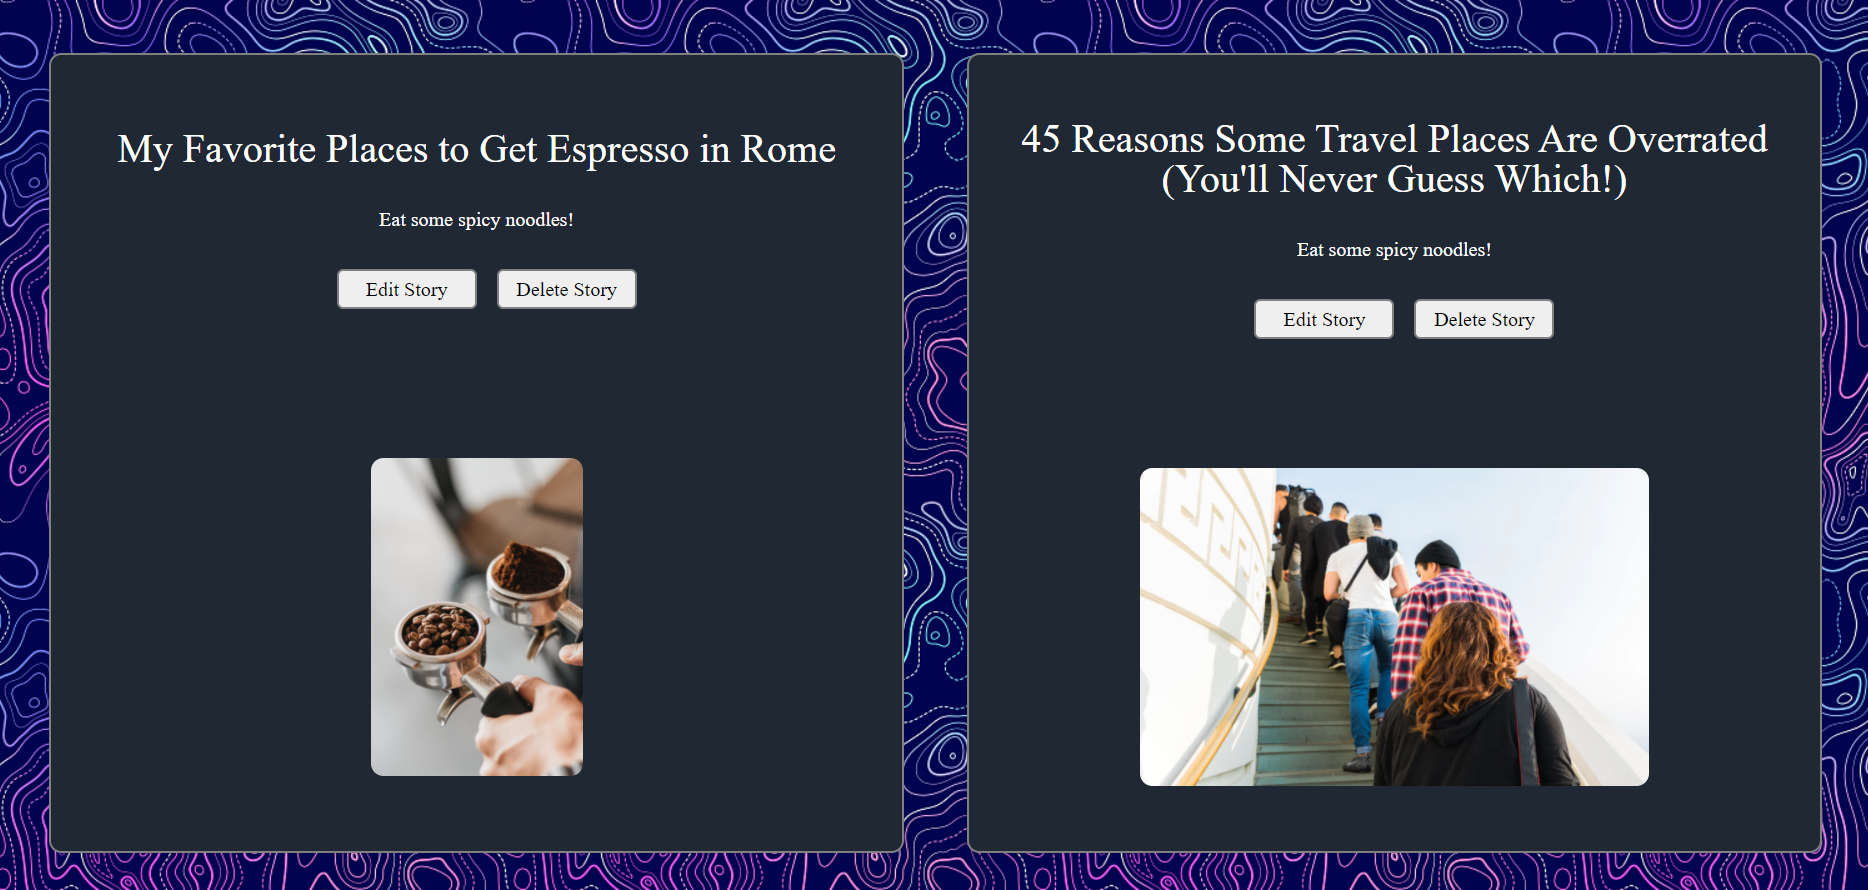 My Favorite Places to Get Espresso in Rome
Eat some spicy noodles!
Edit Story
Delete Story
45 Reasons Some Travel Places Are Overrated
(You'll Never Guess Which!)
Eat some spicy noodles!
Edit Story
Delete Story